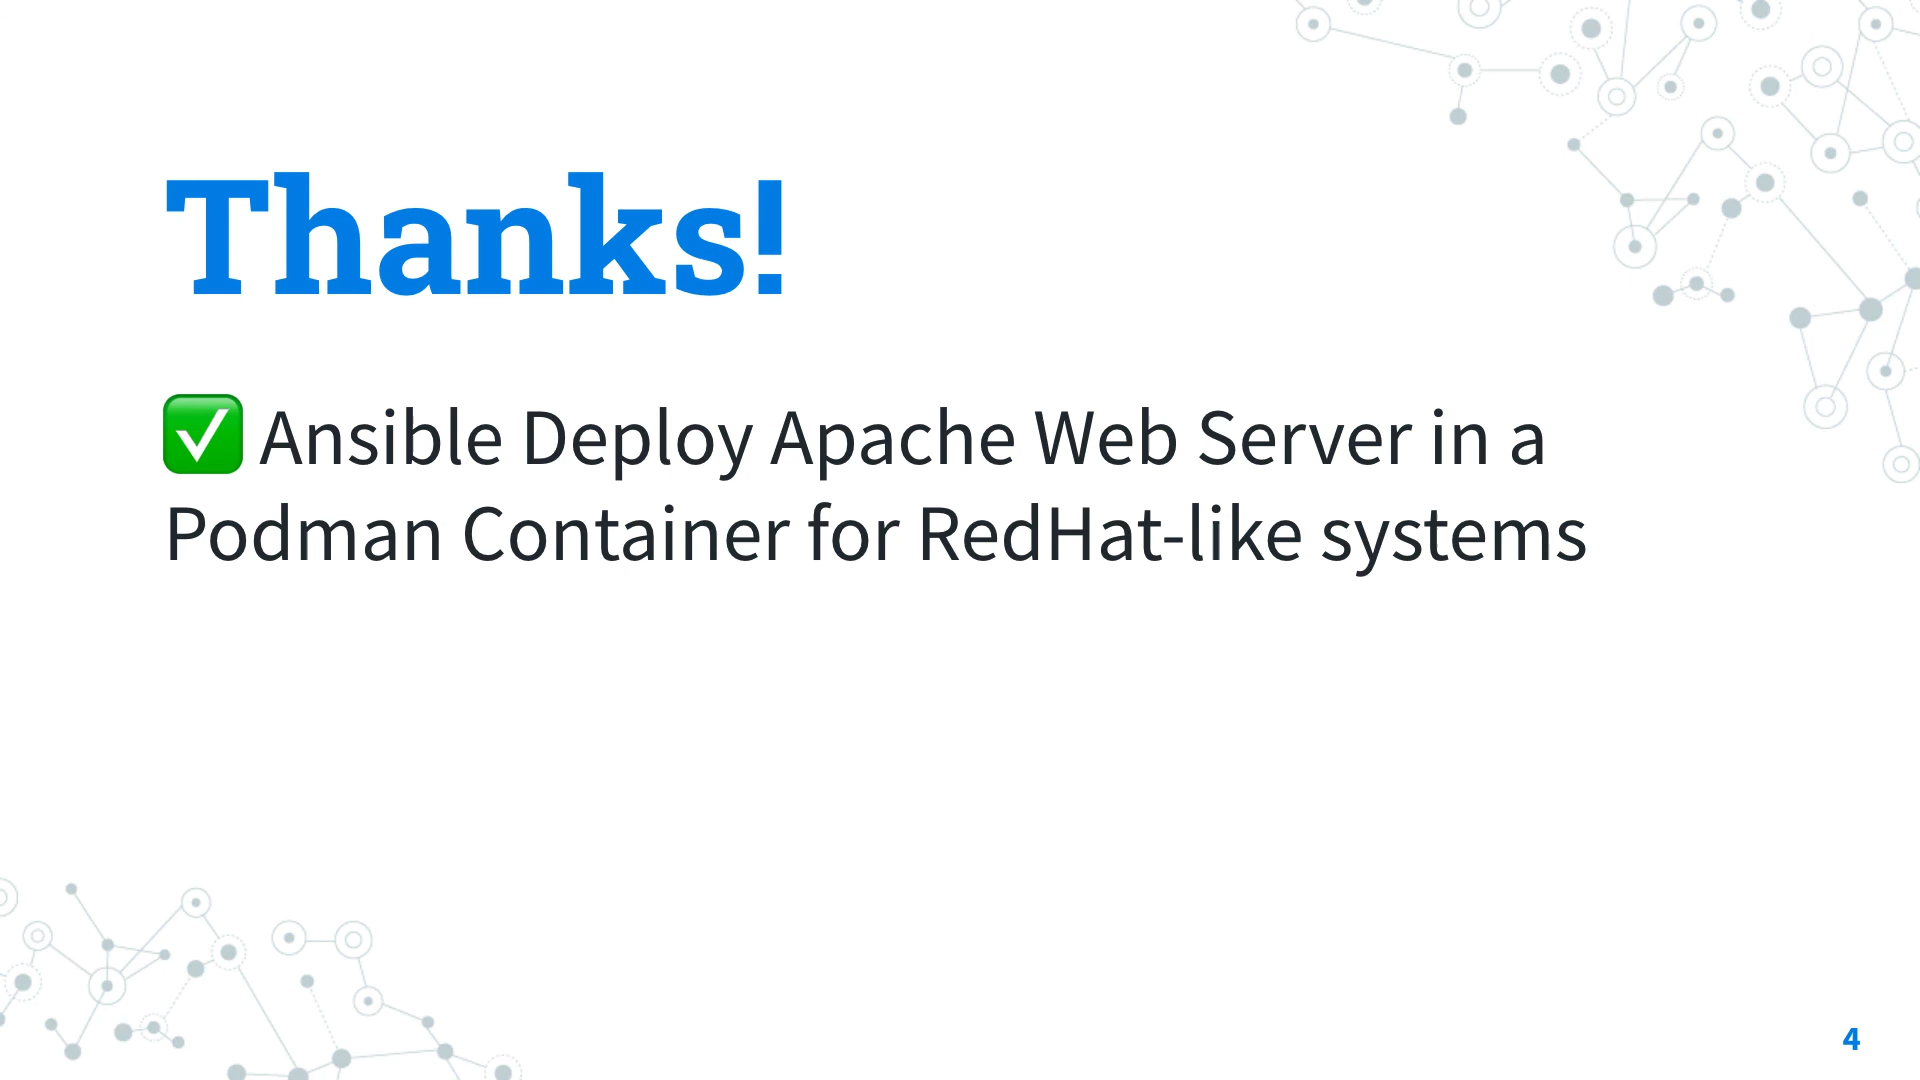 Thanks!
✅ Ansible Deploy Apache Web Server in a
Podman Container for RedHat-like systems
4